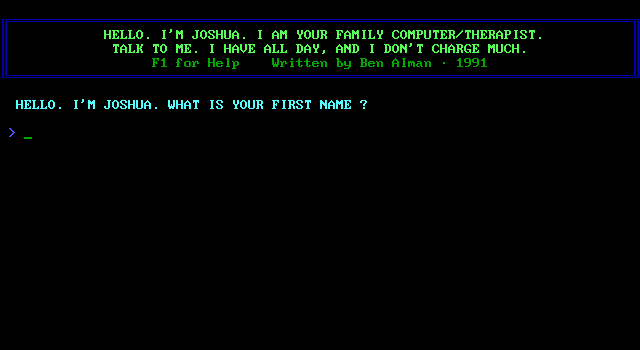 HELLO. I'M JOSHUA. I AM YOUR FAMILY COMPUTER/THERAPIST.
TALK TO ME. I HAVE ALL DAY, AND I DON'T CHARGE MUCH.
F1 for Help    Written by Ben Alman · 1991
HELLO. I'M JOSHUA. WHAT IS YOUR FIRST NAME ?
> _